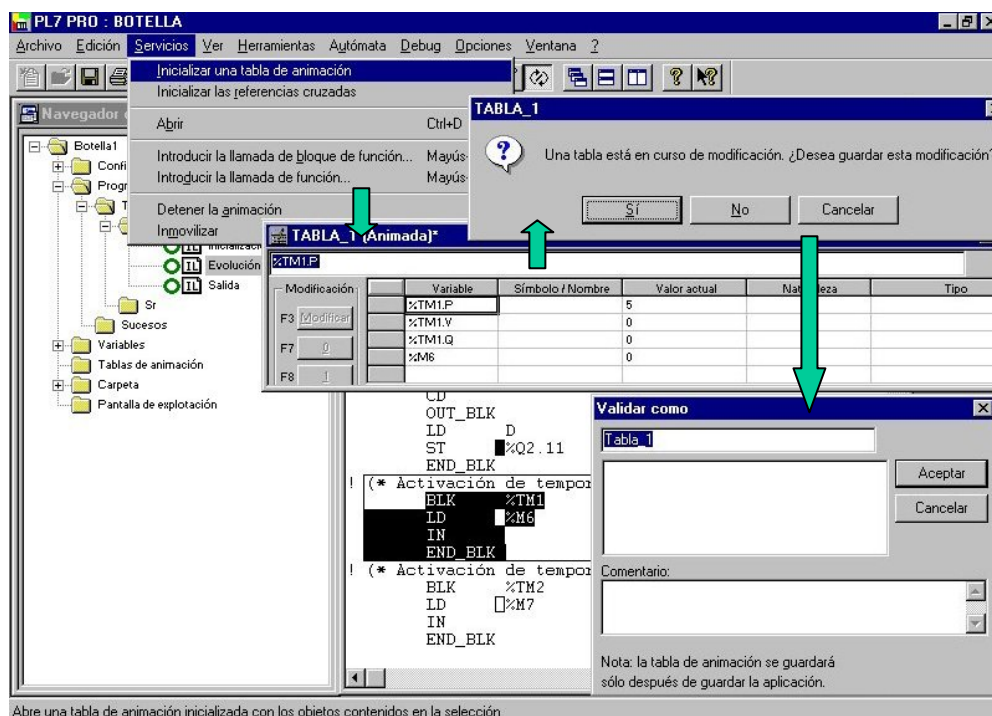 PL7 PRO : BOTELLA
Archivo Edición Servicios Ver Herramientas Autómata Debug Opciones Ventana ?
Inicializar una tabla de animación
Inicializar las referencias cruzadas
Abrir Ctrl+D
Introducir la llamada de bloque de función... Mayús-
Introducir la llamada de función... Mayús-
Detener la animación
Inmovilizar
Navegador
Botella1
Confi
Progr
T
Inicializaci
IL Evolución
IL Salida
Sr
Sucesos
Variables
Tablas de animación
Carpeta
Pantalla de explotación
TABLA_1
Una tabla está en curso de modificación. ¿Desea guardar esta modificación?
Sí No Cancelar
TABLA_1 (Animada)*
%TM1.P
Modificación
F3 Modificar
F7 0
F8 1
Variable Símbolo / Nombre Valor actual Tipo
%TM1.P 5
%TM1.V 0
%TM1.Q 0
%M6 0
CD
OUT_BLK
LD D
ST %Q2.11
END_BLK
! (* Activación de tempor
BLK %TM1
LD %M6
IN
END_BLK
! (* Activación de tempor
BLK %TM2
LD %M7
IN
END_BLK
Validar como
Tabla_1
Aceptar
Cancelar
Comentario:
Nota: la tabla de animación se guardará
sólo después de guardar la aplicación.
Abre una tabla de animación inicializada con los objetos contenidos en la selección